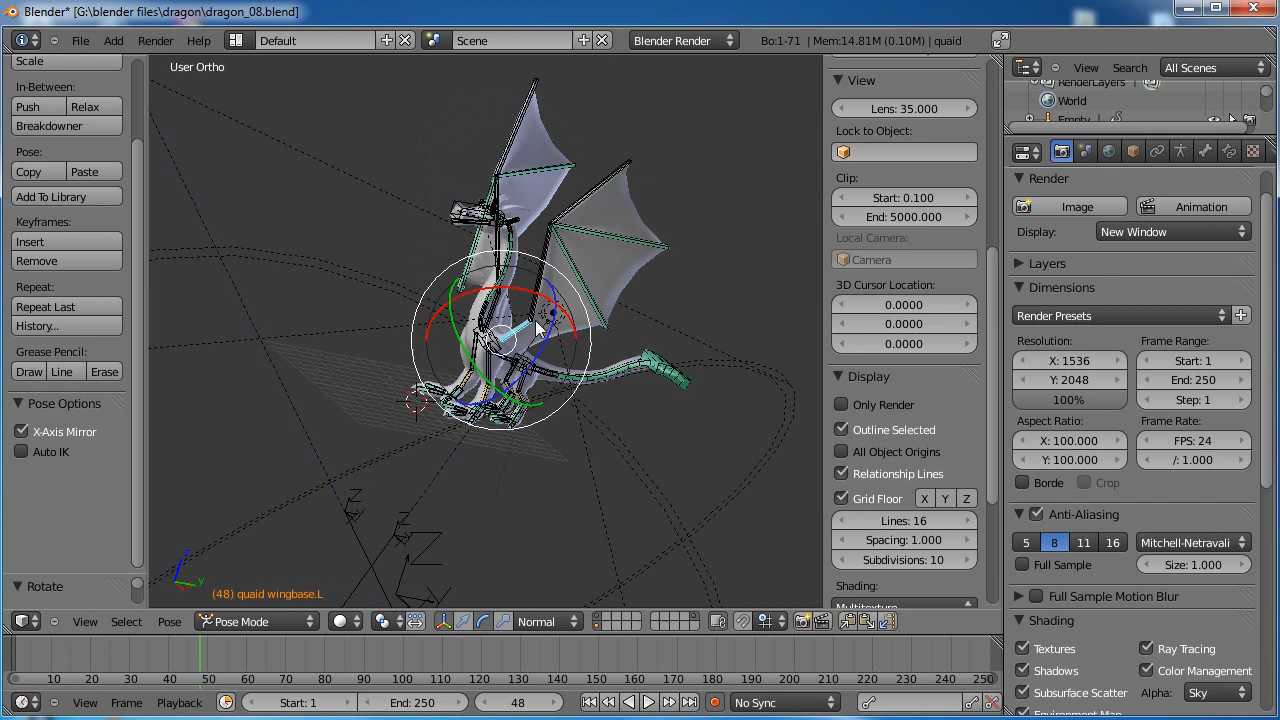 Blender* [G:\blender files\dragon\dragon_08.blend]
File Add Render Help Default Scene Blender Render Bo:1-71 | Mem:14.81M (0.10M) | quaid
Scale
In-Between:
Push Relax
Breakdowner
Pose:
Copy Paste
Add To Library
Keyframes:
Insert
Remove
Repeat:
Repeat Last
History...
Grease Pencil:
Draw Line Erase
Pose Options
X-Axis Mirror
Auto IK
Rotate
User Ortho
Z
Z
Z
z
y
(48) quaid wingbase.L
View
Lens: 35.000
Lock to Object:
Clip:
Start: 0.100
End: 5000.000
Local Camera:
Camera
3D Cursor Location:
0.0000
0.0000
0.0000
Display
Only Render
Outline Selected
All Object Origins
Relationship Lines
Grid Floor X Y Z
Lines: 16
Spacing: 1.000
Subdivisions: 10
Shading:
Multitexture
View Search All Scenes
RenderLayers
World
Empty
Render
Image Animation
Display: New Window
Layers
Dimensions
Render Presets
Resolution: Frame Range:
X: 1536 Start: 1
Y: 2048 End: 250
100% Step: 1
Aspect Ratio: Frame Rate:
X: 100.000 FPS: 24
Y: 100.000 /: 1.000
Borde Crop
Anti-Aliasing
5 8 11 16 Mitchell-Netravali
Full Sample Size: 1.000
Full Sample Motion Blur
Shading
Textures Ray Tracing
Shadows Color Management
Subsurface Scatter Alpha: Sky
Environment Map
View Select Pose Pose Mode Normal
10 20 30 40 50 60 70 80 90 100 110 120 130 140 150 160 170 180 190 200 210 220 230 240 250
View Frame Playback Start: 1 End: 250 48 No Sync